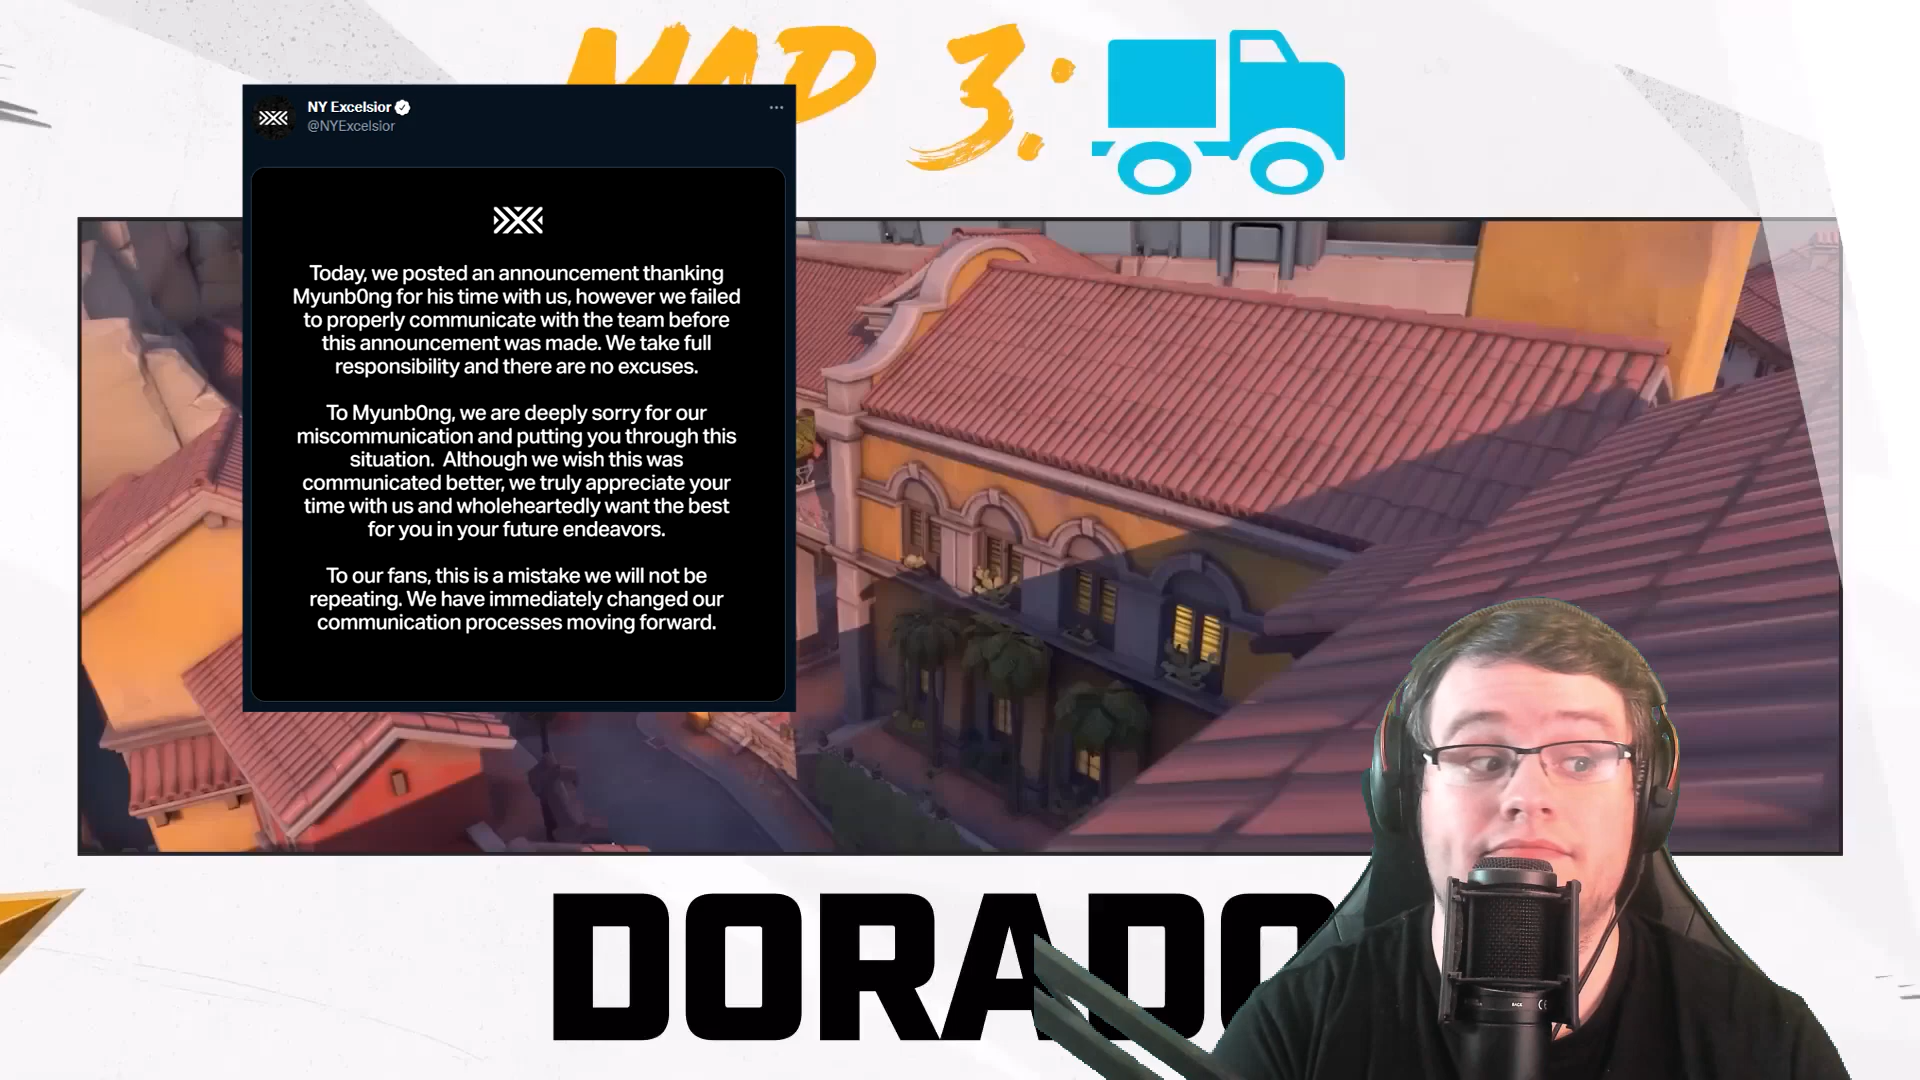 MAP 3:
NY Excelsior
@NYExcelsior
Today, we posted an announcement thanking
Myunb0ng for his time with us, however we failed
to properly communicate with the team before
this announcement was made. We take full
responsibility and there are no excuses.
To Myunb0ng, we are deeply sorry for our
miscommunication and putting you through this
situation. Although we wish this was
communicated better, we truly appreciate your
time with us and wholeheartedly want the best
for you in your future endeavors.
To our fans, this is a mistake we will not be
repeating. We have immediately changed our
communication processes moving forward.
DORADO